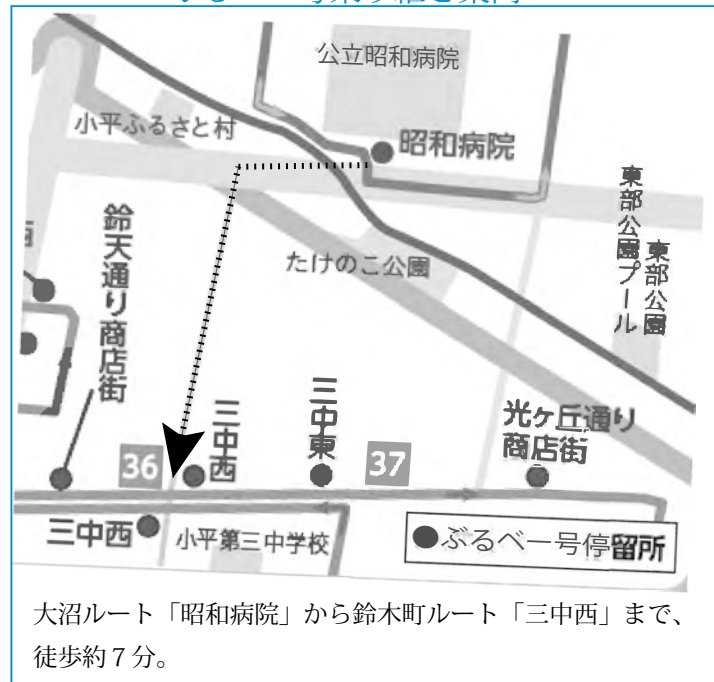 公立昭和病院
小平ふるさと村
昭和病院
東部公園プール
東部公園
たけのこ公園
鈴天通り商店街
三中西
三中東
光ヶ丘通り
商店街
36
37
三中西
小平第三中学校
●ぶるべー号停留所
大沼ルート「昭和病院」から鈴木町ルート「三中西」まで、
徒歩約７分。